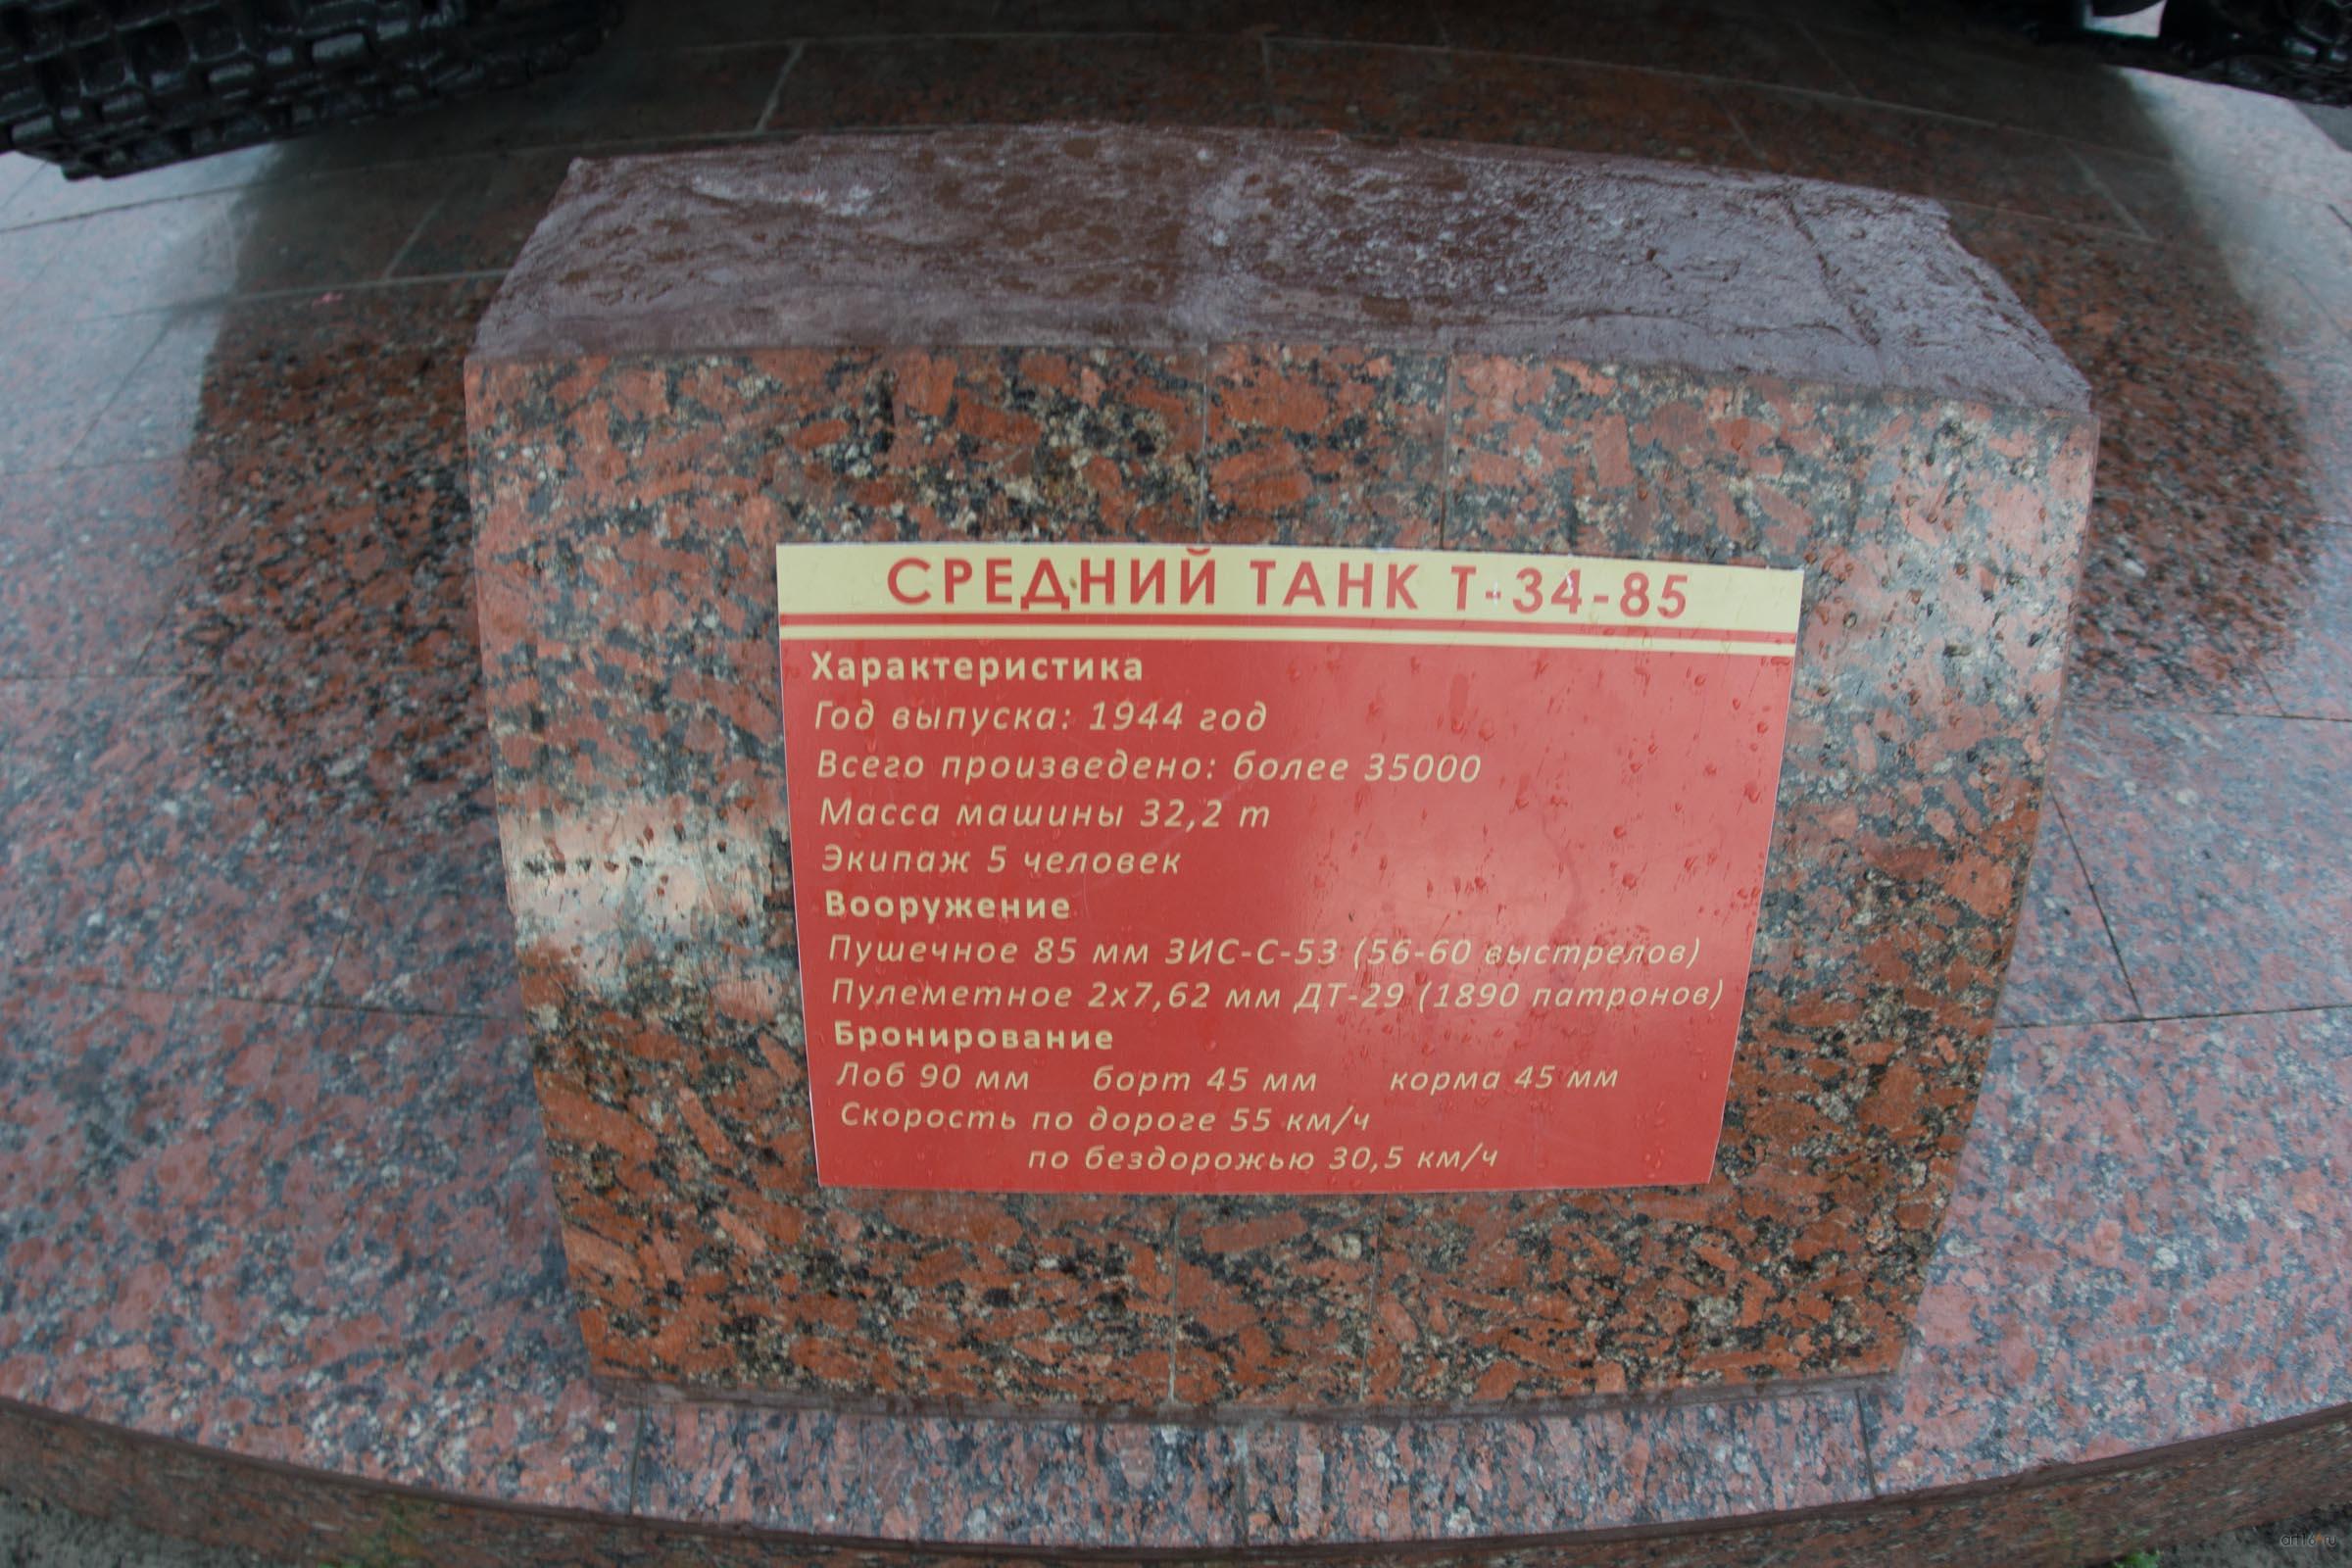 СРЕДНИЙ ТАНК Т-34-85
Характеристика
Год выпуска: 1944 год
Всего произведено: более 35000
Масса машины 32,2 т
Экипаж 5 человек
Вооружение
Пушечное 85 мм ЗИС-С-53 (56-60 выстрелов)
Пулеметное 2х7,62 мм ДТ-29 (1890 патронов)
Бронирование
Лоб 90 мм борт 45 мм корма 45 мм
Скорость по дороге 55 км/ч
по бездорожью 30,5 км/ч
art16.ru